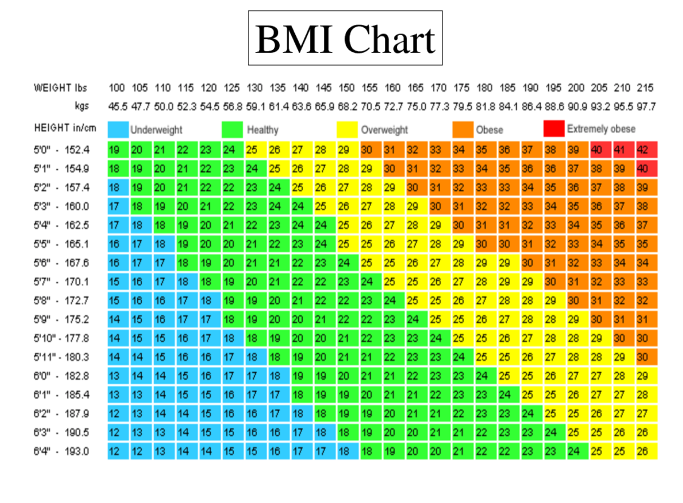 BMI Chart
WEIGHT lbs 100 105 110 115 120 125 130 135 140 145 150 155 160 165 170 175 180 185 190 195 200 205 210 215
kgs 45.5 47.7 50.0 52.3 54.5 56.8 59.1 61.4 63.6 65.9 68.2 70.5 72.7 75.0 77.3 79.5 81.8 84.1 86.4 88.6 90.9 93.2 95.5 97.7
HEIGHT in/cm Underweight Healthy Overweight Obese Extremely obese
5'0" - 152.4 19 20 21 22 23 24 25 26 27 28 29 30 31 32 33 34 35 36 37 38 39 40 41 42
5'1" - 154.9 18 19 20 21 22 23 24 25 26 27 28 29 30 31 32 33 34 35 36 36 37 38 39 40
5'2" - 157.4 18 19 20 21 22 22 23 24 25 26 27 28 29 30 31 32 33 33 34 35 36 37 38 39
5'3" - 160.0 17 18 19 20 21 22 23 24 24 25 26 27 28 29 30 31 32 32 33 34 35 36 37 38
5'4" - 162.5 17 18 18 19 20 21 22 23 24 24 25 26 27 28 29 30 31 31 32 33 34 35 36 37
5'5" - 165.1 16 17 18 19 20 20 21 22 23 24 25 25 26 27 28 29 30 30 31 32 33 34 35 35
5'6" - 167.6 16 17 17 18 19 20 21 21 22 23 24 25 25 26 27 28 29 29 30 31 32 33 34 34
5'7" - 170.1 15 16 17 18 18 19 20 21 22 22 23 24 25 25 26 27 28 29 29 30 31 32 33 33
5'8" - 172.7 15 16 16 17 18 19 19 20 21 22 22 23 24 25 25 26 27 28 28 29 30 31 32 32
5'9" - 175.2 14 15 16 17 17 18 19 20 20 21 22 22 23 24 25 25 26 27 28 28 29 30 31 31
5'10" - 177.8 14 15 15 16 17 18 18 19 20 20 21 22 23 23 24 25 25 26 27 28 28 29 30 30
5'11" - 180.3 14 14 15 16 16 17 18 18 19 20 21 21 22 23 23 24 25 25 26 27 28 28 29 30
6'0" - 182.8 13 14 14 15 16 17 17 18 19 19 20 21 21 22 23 23 24 25 25 26 27 27 28 29
6'1" - 185.4 13 13 14 15 15 16 17 17 18 19 19 20 21 21 22 23 23 24 25 25 26 27 27 28
6'2" - 187.9 12 13 14 14 15 16 16 17 18 18 19 19 20 21 21 22 23 23 24 25 25 26 27 27
6'3" - 190.5 12 13 13 14 15 15 16 16 17 18 18 19 20 20 21 21 22 23 23 24 25 25 26 26
6'4" - 193.0 12 13 13 14 14 15 15 16 17 17 18 18 19 20 20 21 22 22 23 23 24 25 25 26